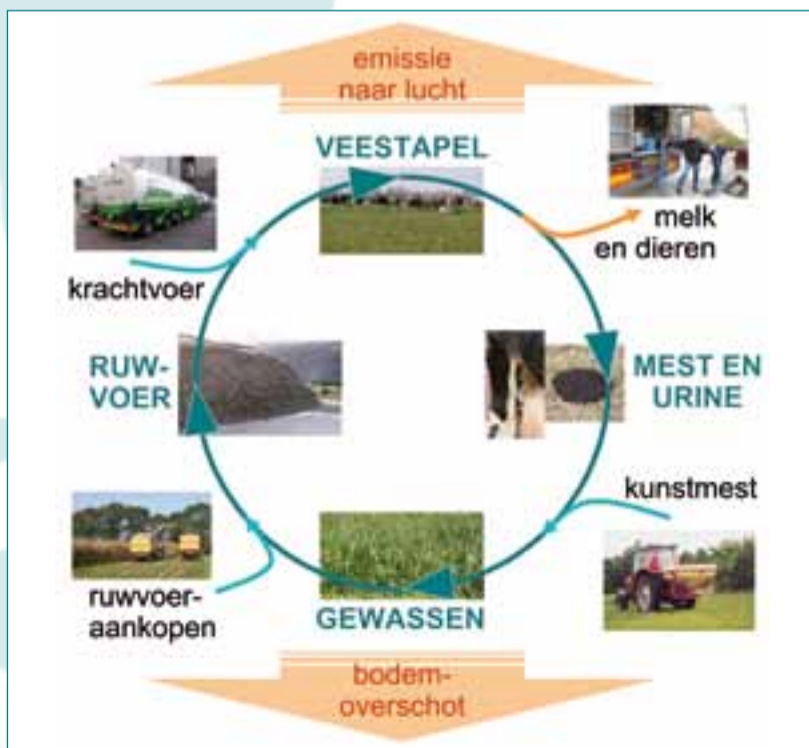 emissie
naar lucht
VEESTAPEL
melk
en dieren
krachtvoer
RUW-
VOER
MEST EN
URINE
kunstmest
ruwvoer-
aankopen
GEWASSEN
bodem-
overschot